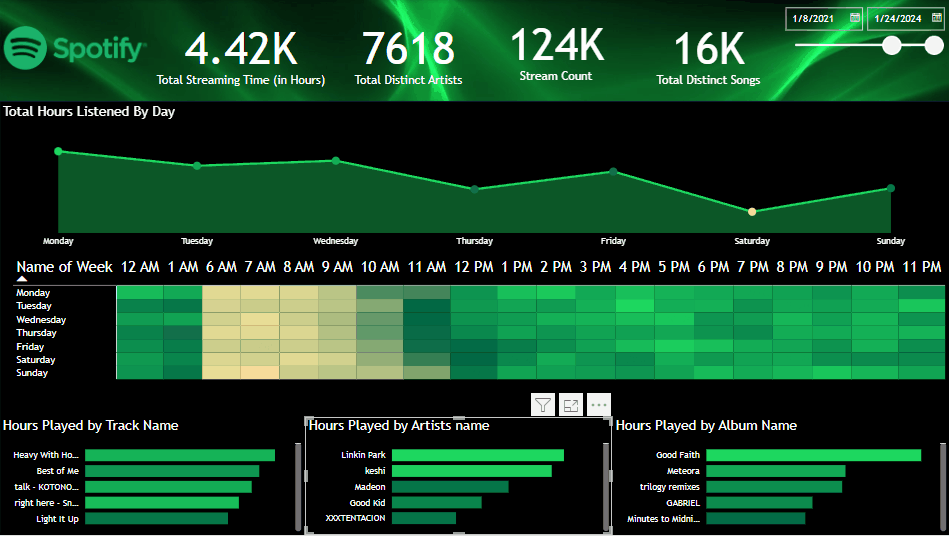 Spotify
4.42K
Total Streaming Time (in Hours)
7618
Total Distinct Artists
124K
Stream Count
16K
Total Distinct Songs
1/8/2021
1/24/2024
Total Hours Listened By Day
Monday Tuesday Wednesday Thursday Friday Saturday Sunday
Name of Week 12 AM 1 AM 6 AM 7 AM 8 AM 9 AM 10 AM 11 AM 12 PM 1 PM 2 PM 3 PM 4 PM 5 PM 6 PM 7 PM 8 PM 9 PM 10 PM 11 PM
Monday
Tuesday
Wednesday
Thursday
Friday
Saturday
Sunday
Hours Played by Track Name
Heavy With Ho...
Best of Me
talk - KOTONO...
right here - Sn...
Light It Up
Hours Played by Artists name
Linkin Park
keshi
Madeon
Good Kid
XXXTENTACION
Hours Played by Album Name
Good Faith
Meteora
trilogy remixes
GABRIEL
Minutes to Midni...